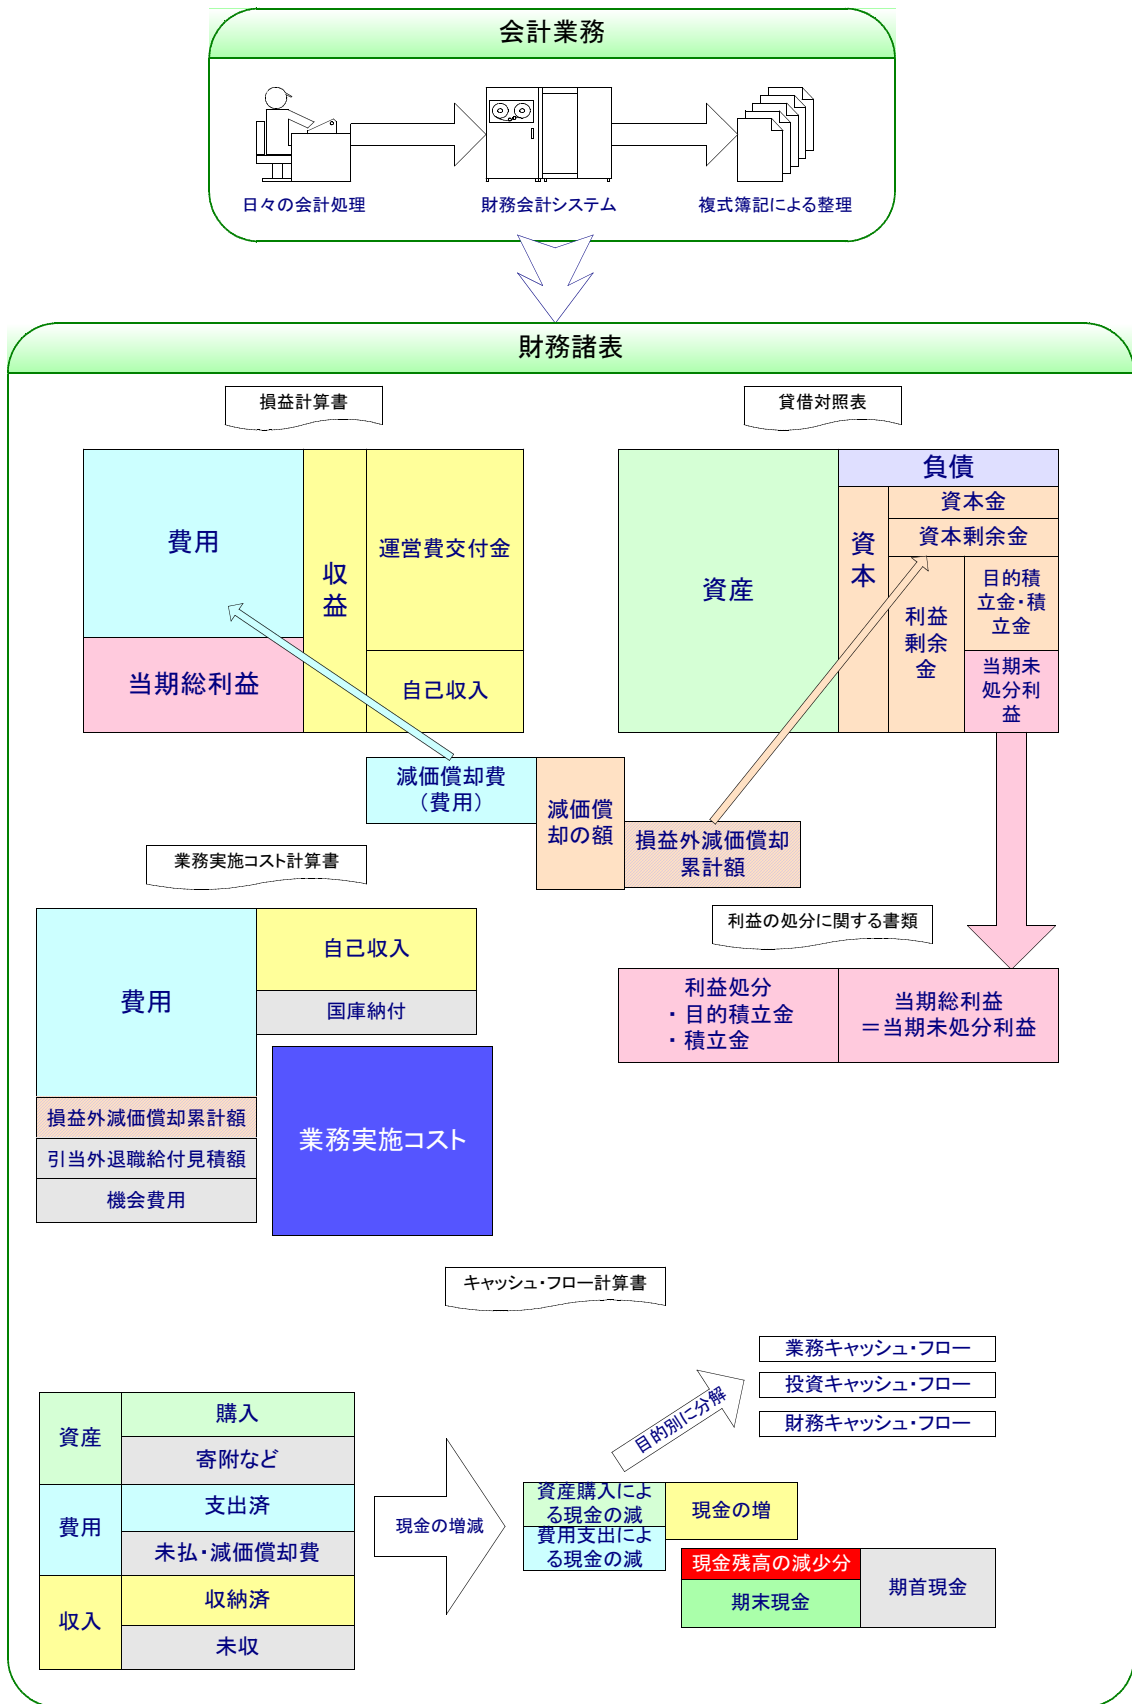 会計業務
日々の会計処理
財務会計システム
複式簿記による整理
財務諸表
損益計算書
費用
当期総利益
収
益
運営費交付金
自己収入
貸借対照表
資産
負債
資
本
資本金
資本剰余金
利益
剰余
金
目的積
立金・積
立金
当期未
処分利
益
減価償却費
（費用）
減価償
却の額
損益外減価償却
累計額
業務実施コスト計算書
費用
自己収入
国庫納付
損益外減価償却累計額
引当外退職給付見積額
機会費用
業務実施コスト
利益の処分に関する書類
利益処分
・目的積立金
・積立金
当期総利益
＝当期未処分利益
キャッシュ・フロー計算書
資産
購入
寄附など
費用
支出済
未払・減価償却費
収入
収納済
未収
現金の増減
目的別に分解
業務キャッシュ・フロー
投資キャッシュ・フロー
財務キャッシュ・フロー
資産購入によ
る現金の減
費用支出によ
る現金の減
現金の増
現金残高の減少分
期末現金
期首現金